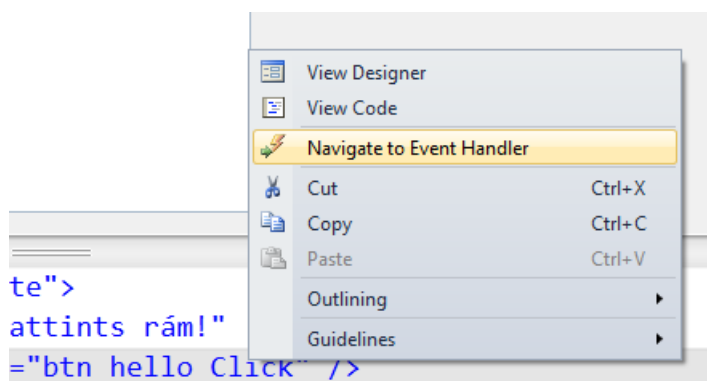 View Designer
View Code
Navigate to Event Handler
Cut Ctrl+X
Copy Ctrl+C
Paste Ctrl+V
Outlining
Guidelines
te">
attints rám!"
="btn hello Click" />